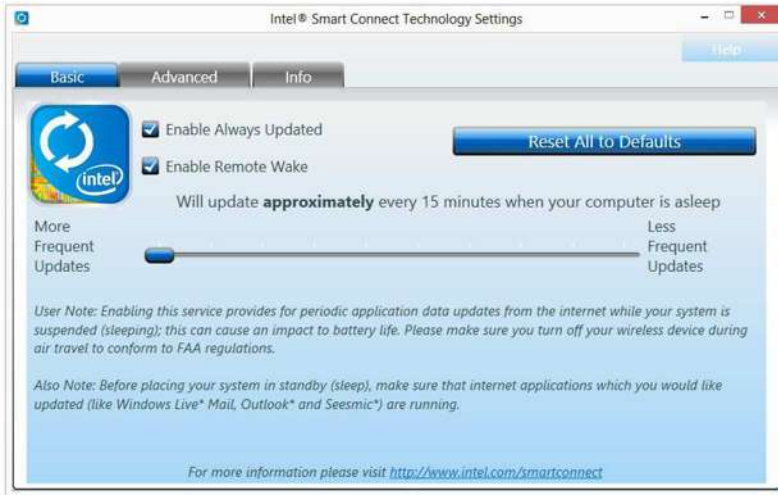 Intel® Smart Connect Technology Settings
Help
Basic
Advanced
Info
intel
Enable Always Updated
Reset All to Defaults
Enable Remote Wake
Will update approximately every 15 minutes when your computer is asleep
More
Frequent
Updates
Less
Frequent
Updates
User Note: Enabling this service provides for periodic application data updates from the internet while your system is
suspended (sleeping); this can cause an impact to battery life. Please make sure you turn off your wireless device during
air travel to conform to FAA regulations.
Also Note: Before placing your system in standby (sleep), make sure that internet applications which you would like
updated (like Windows Live* Mail, Outlook* and Seesmic*) are running.
For more information please visit http://www.intel.com/smartconnect